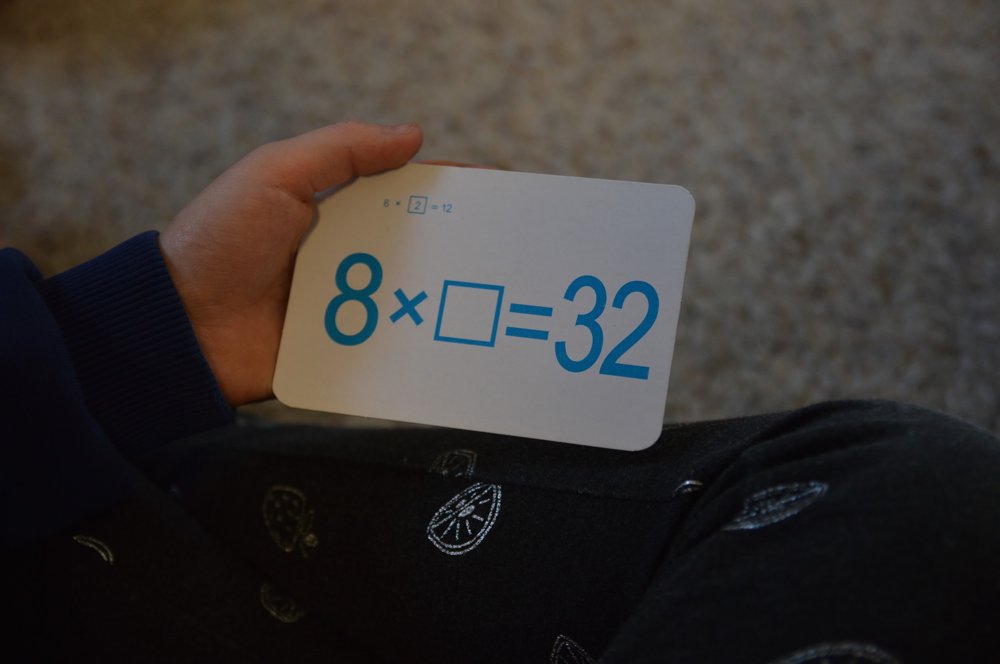 6 × 2 = 12
8 × □ = 32